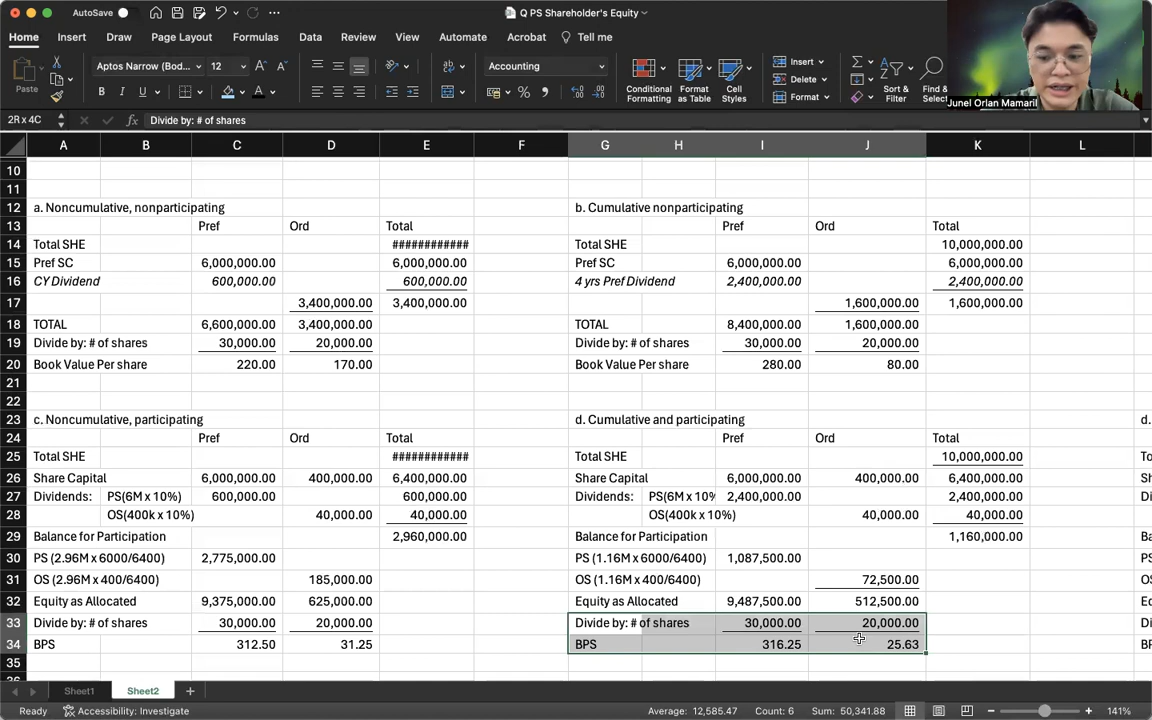 AutoSave
Q PS Shareholder's Equity
Home Insert Draw Page Layout Formulas Data Review View Automate Acrobat Tell me
Paste
Aptos Narrow (Bod... 12
Accounting
Conditional Formatting
Format as Table
Cell Styles
Insert
Delete
Format
Sort & Filter
Junel Orlan Mamaril
2R x 4C fx Divide by: # of shares
A B C D E F G H I J K L
10
11
12 a. Noncumulative, nonparticipating b. Cumulative nonparticipating
13 Pref Ord Total Pref Ord Total
14 Total SHE ############ Total SHE 10,000,000.00
15 Pref SC 6,000,000.00 6,000,000.00 Pref SC 6,000,000.00 6,000,000.00
16 CY Dividend 600,000.00 600,000.00 4 yrs Pref Dividend 2,400,000.00 2,400,000.00
17 3,400,000.00 3,400,000.00 1,600,000.00 1,600,000.00
18 TOTAL 6,600,000.00 3,400,000.00 TOTAL 8,400,000.00 1,600,000.00
19 Divide by: # of shares 30,000.00 20,000.00 Divide by: # of shares 30,000.00 20,000.00
20 Book Value Per share 220.00 170.00 Book Value Per share 280.00 80.00
21
22
23 c. Noncumulative, participating d. Cumulative and participating d.
24 Pref Ord Total Pref Ord Total
25 Total SHE ############ Total SHE 10,000,000.00 To
26 Share Capital 6,000,000.00 400,000.00 6,400,000.00 Share Capital 6,000,000.00 400,000.00 6,400,000.00 Sh
27 Dividends: PS(6M x 10%) 600,000.00 600,000.00 Dividends: PS(6M x 10% 2,400,000.00 2,400,000.00 Di
28 OS(400k x 10%) 40,000.00 40,000.00 OS(400k x 10%) 40,000.00 40,000.00
29 Balance for Participation 2,960,000.00 Balance for Participation 1,160,000.00 Ba
30 PS (2.96M x 6000/6400) 2,775,000.00 PS (1.16M x 6000/6400) 1,087,500.00 PS
31 OS (2.96M x 400/6400) 185,000.00 OS (1.16M x 400/6400) 72,500.00 OS
32 Equity as Allocated 9,375,000.00 625,000.00 Equity as Allocated 9,487,500.00 512,500.00 Ec
33 Divide by: # of shares 30,000.00 20,000.00 Divide by: # of shares 30,000.00 20,000.00 Di
34 BPS 312.50 31.25 BPS 316.25 25.63 BF
35
Sheet1 Sheet2
Ready Accessibility: Investigate Average: 12,585.47 Count: 6 Sum: 50,341.88 141%